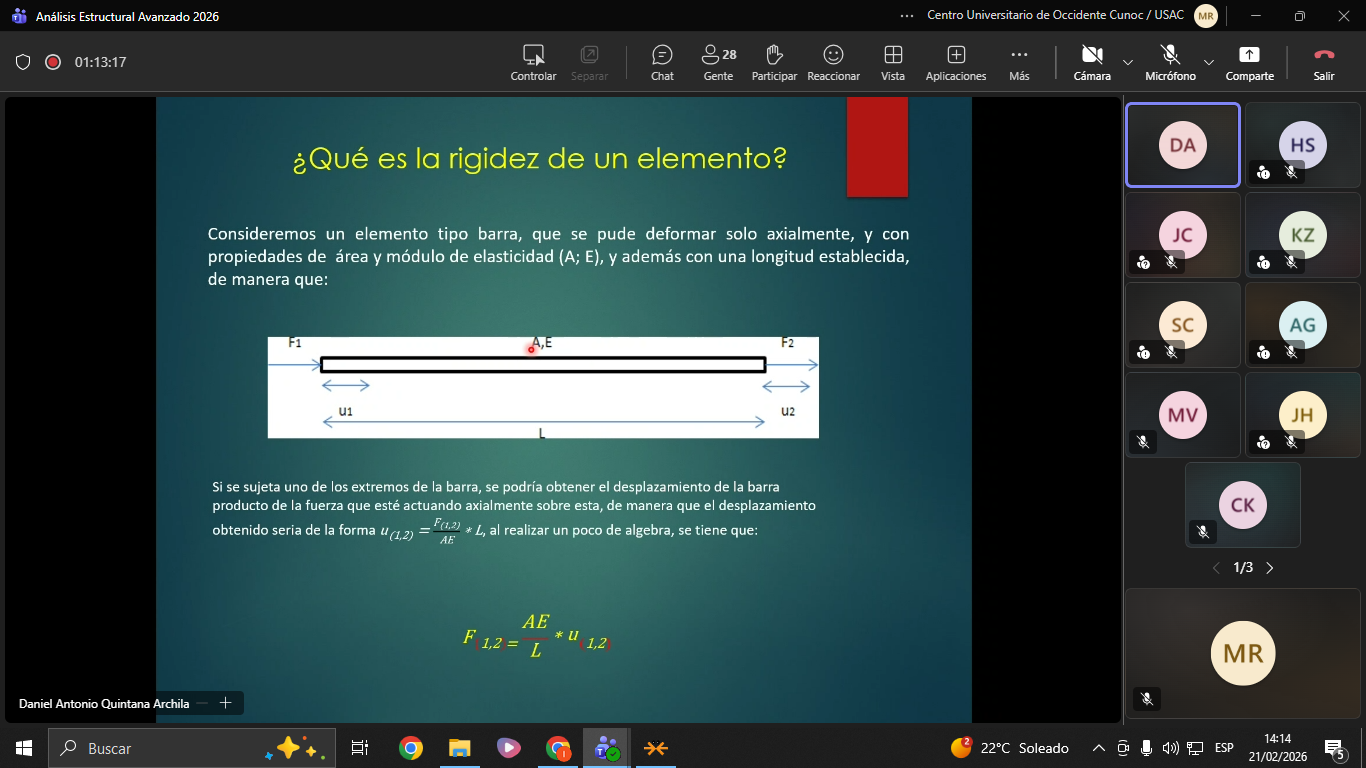 Análisis Estructural Avanzado 2026
Centro Universitario de Occidente Cunoc / USAC
MR
01:13:17
Controlar
Separar
Chat
28
Gente
Participar
Reaccionar
Vista
Aplicaciones
Más
Cámara
Micrófono
Comparte
Salir
¿Qué es la rigidez de un elemento?
Consideremos un elemento tipo barra, que se pude deformar solo axialmente, y con
propiedades de área y módulo de elasticidad (A; E), y además con una longitud establecida,
de manera que:
F1
A,E
F2
u1
u2
L
Si se sujeta uno de los extremos de la barra, se podría obtener el desplazamiento de la barra
producto de la fuerza que esté actuando axialmente sobre esta, de manera que el desplazamiento
obtenido seria de la forma u(1,2) = F(1,2)/AE * L, al realizar un poco de algebra, se tiene que:
F(1,2) = AE/L * u(1,2)
Daniel Antonio Quintana Archila
DA
HS
JC
KZ
SC
AG
MV
JH
CK
1/3
MR
Buscar
2
22°C Soleado
ESP
14:14
21/02/2026
5